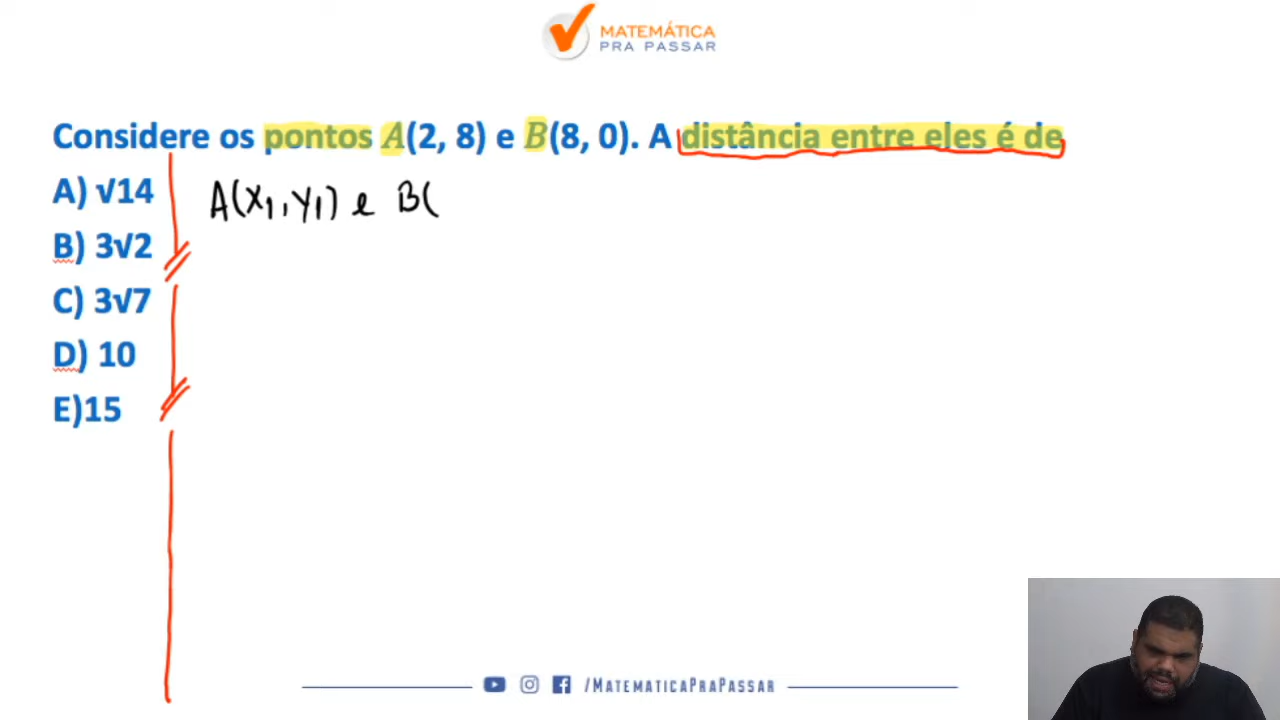 MATEMÁTICA
PRA PASSAR
Considere os pontos A(2, 8) e B(8, 0). A distância entre eles é de
A) √14
A(x₁, y₁) e B(
B) 3√2
C) 3√7
D) 10
E)15
/MatematicaPraPassar